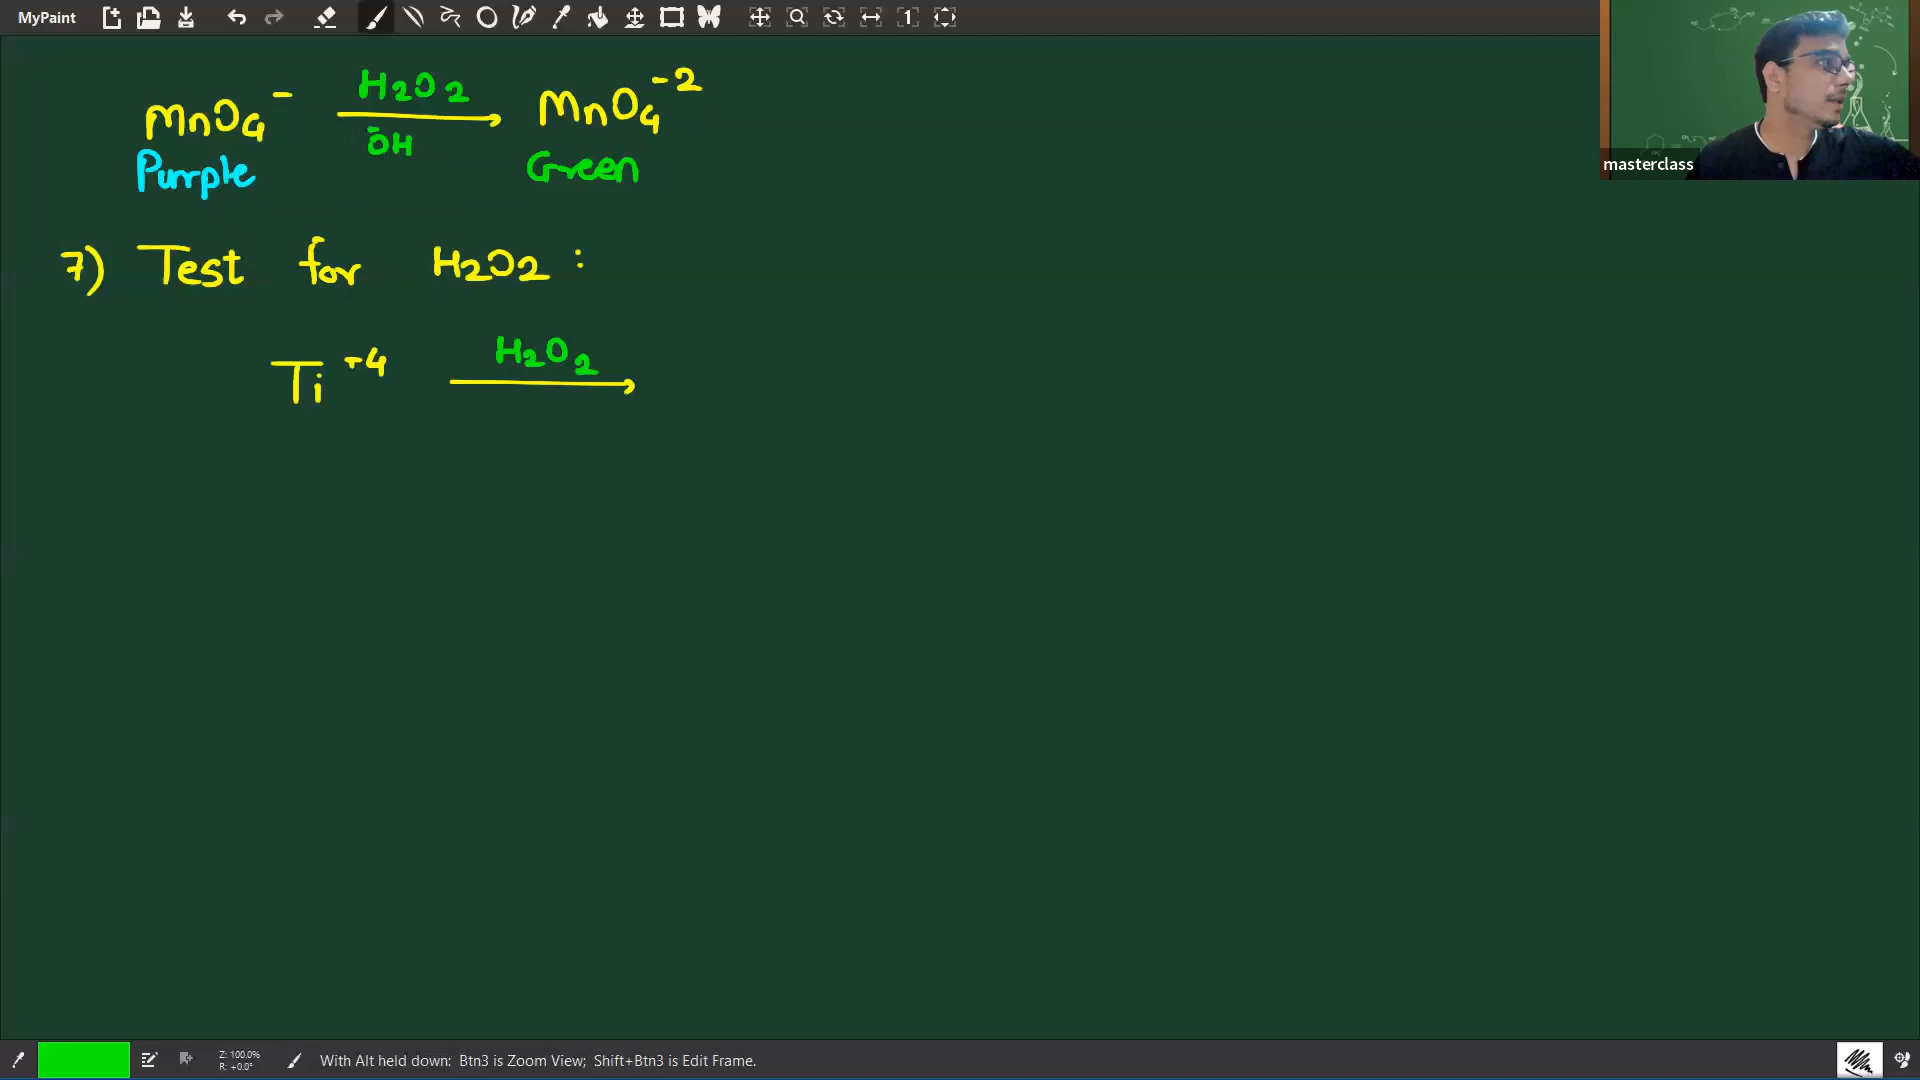 MyPaint
1
masterclass
MnO4⁻ H2O2 MnO4⁻²
ŌH
Purple Green
7) Test for H2O2 :
Ti⁺⁴ H2O2
Z: 100.0%
R: +0.0°
With Alt held down: Btn3 is Zoom View; Shift+Btn3 is Edit Frame.